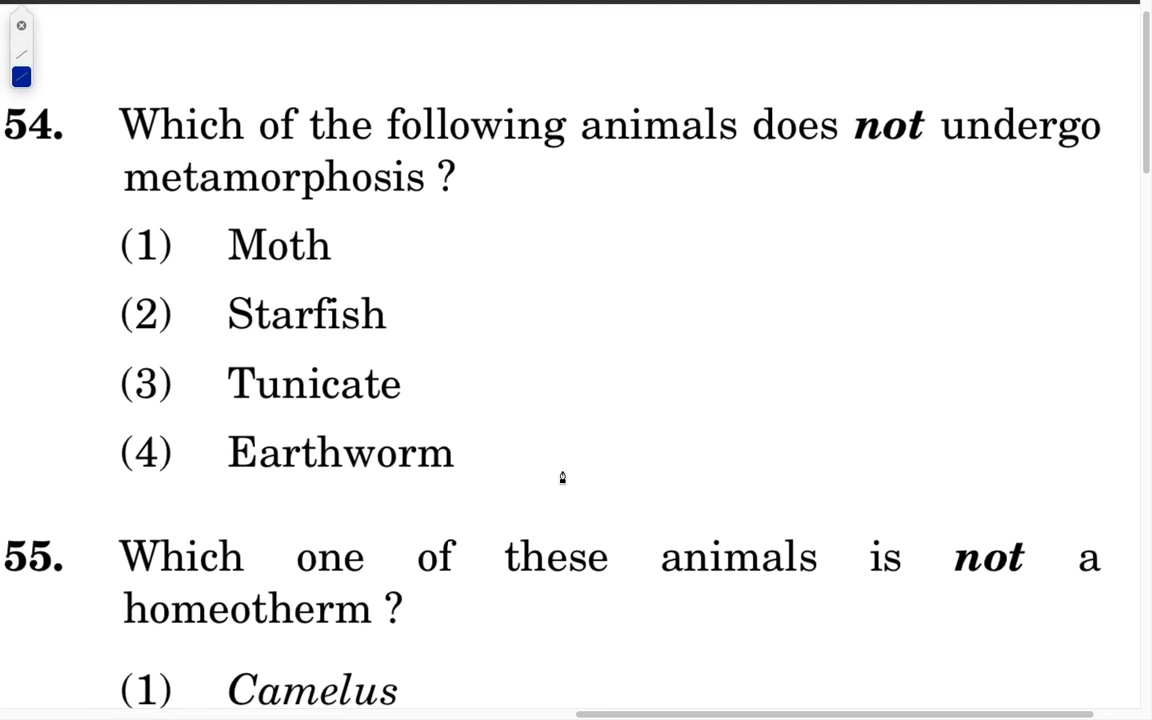 54. Which of the following animals does not undergo
metamorphosis ?
(1) Moth
(2) Starfish
(3) Tunicate
(4) Earthworm
55. Which one of these animals is not a
homeotherm ?
(1) Camelus